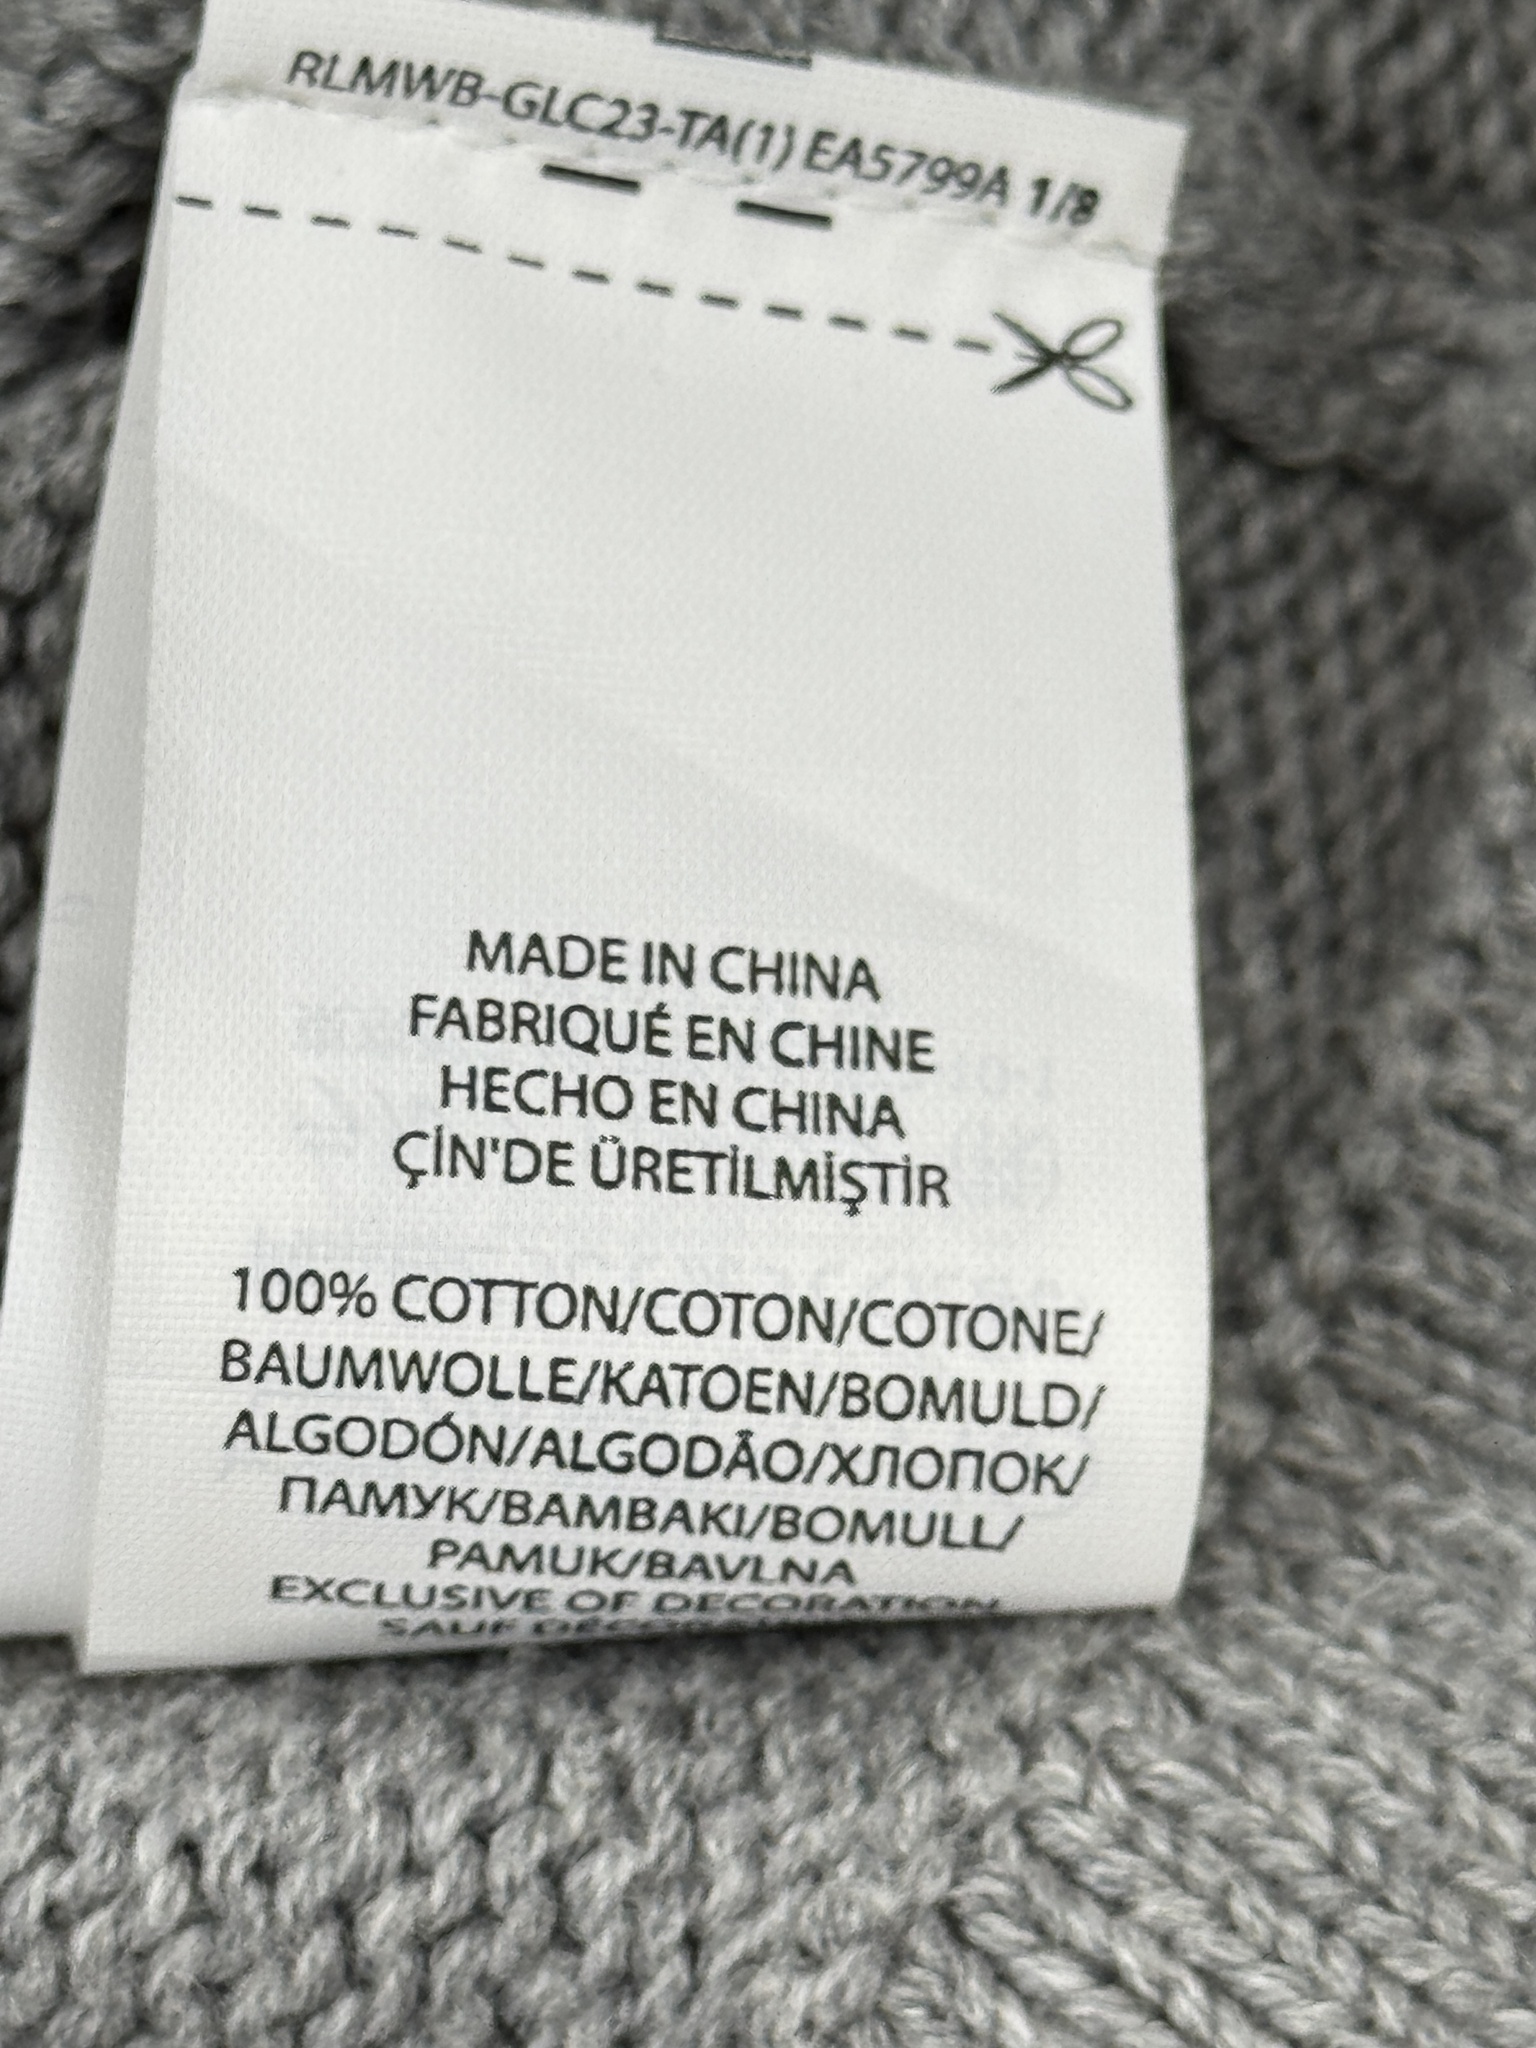 RLMWB-GLC23-TA(1) EA5799A 1/8
MADE IN CHINA
FABRIQUÉ EN CHINE
HECHO EN CHINA
ÇİN'DE ÜRETİLMİŞTİR
100% COTTON/COTON/COTONE/
BAUMWOLLE/KATOEN/BOMULD/
ALGODÓN/ALGODÃO/ХЛОПОК/
ПАМУК/BAMBAKI/BOMULL/
PAMUK/BAVLNA
EXCLUSIVE OF DECORATION
SAUF